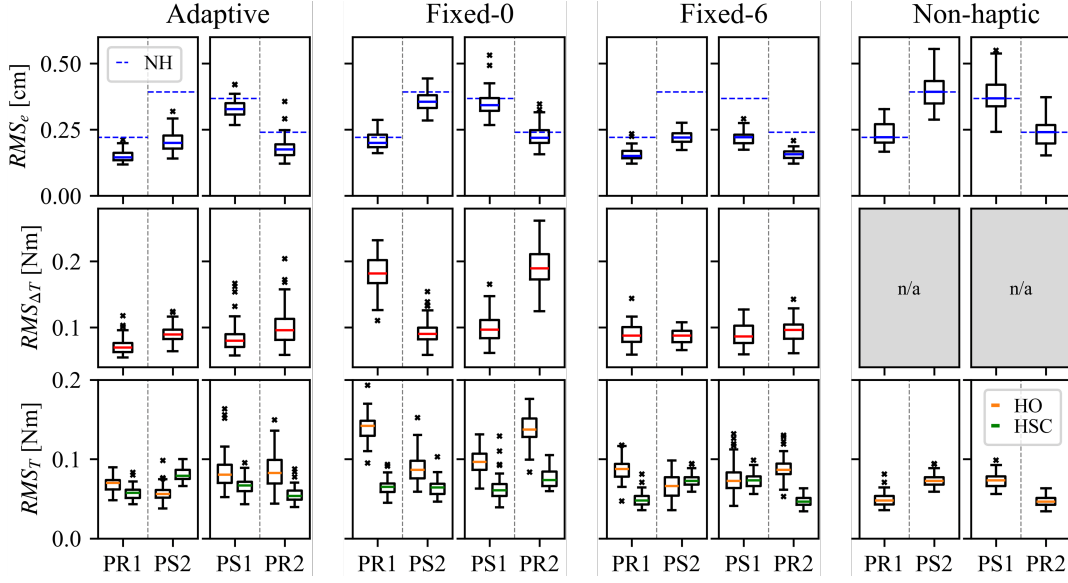 Adaptive Fixed-0 Fixed-6 Non-haptic
RMS_e [cm]
0.50
0.25
0.00
NH
RMS_ΔT [Nm]
0.2
0.1
n/a n/a
RMS_T [Nm]
0.2
0.1
0.0
HO
HSC
PR1 PS2 PS1 PR2 PR1 PS2 PS1 PR2 PR1 PS2 PS1 PR2 PR1 PS2 PS1 PR2